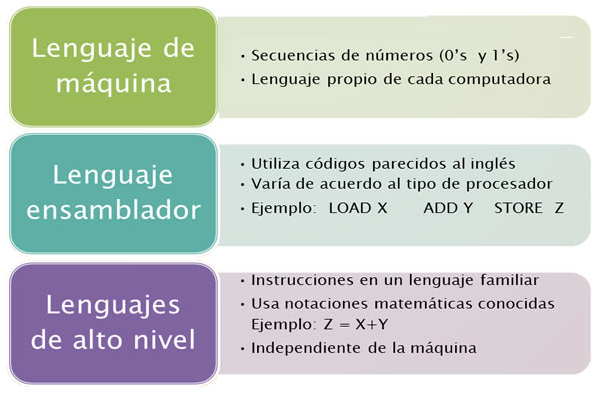 Lenguaje de
máquina
• Secuencias de números (0’s y 1’s)
• Lenguaje propio de cada computadora
Lenguaje
ensamblador
• Utiliza códigos parecidos al inglés
• Varía de acuerdo al tipo de procesador
• Ejemplo: LOAD X ADD Y STORE Z
Lenguajes
de alto nivel
• Instrucciones en un lenguaje familiar
• Usa notaciones matemáticas conocidas
Ejemplo: Z = X+Y
• Independiente de la máquina